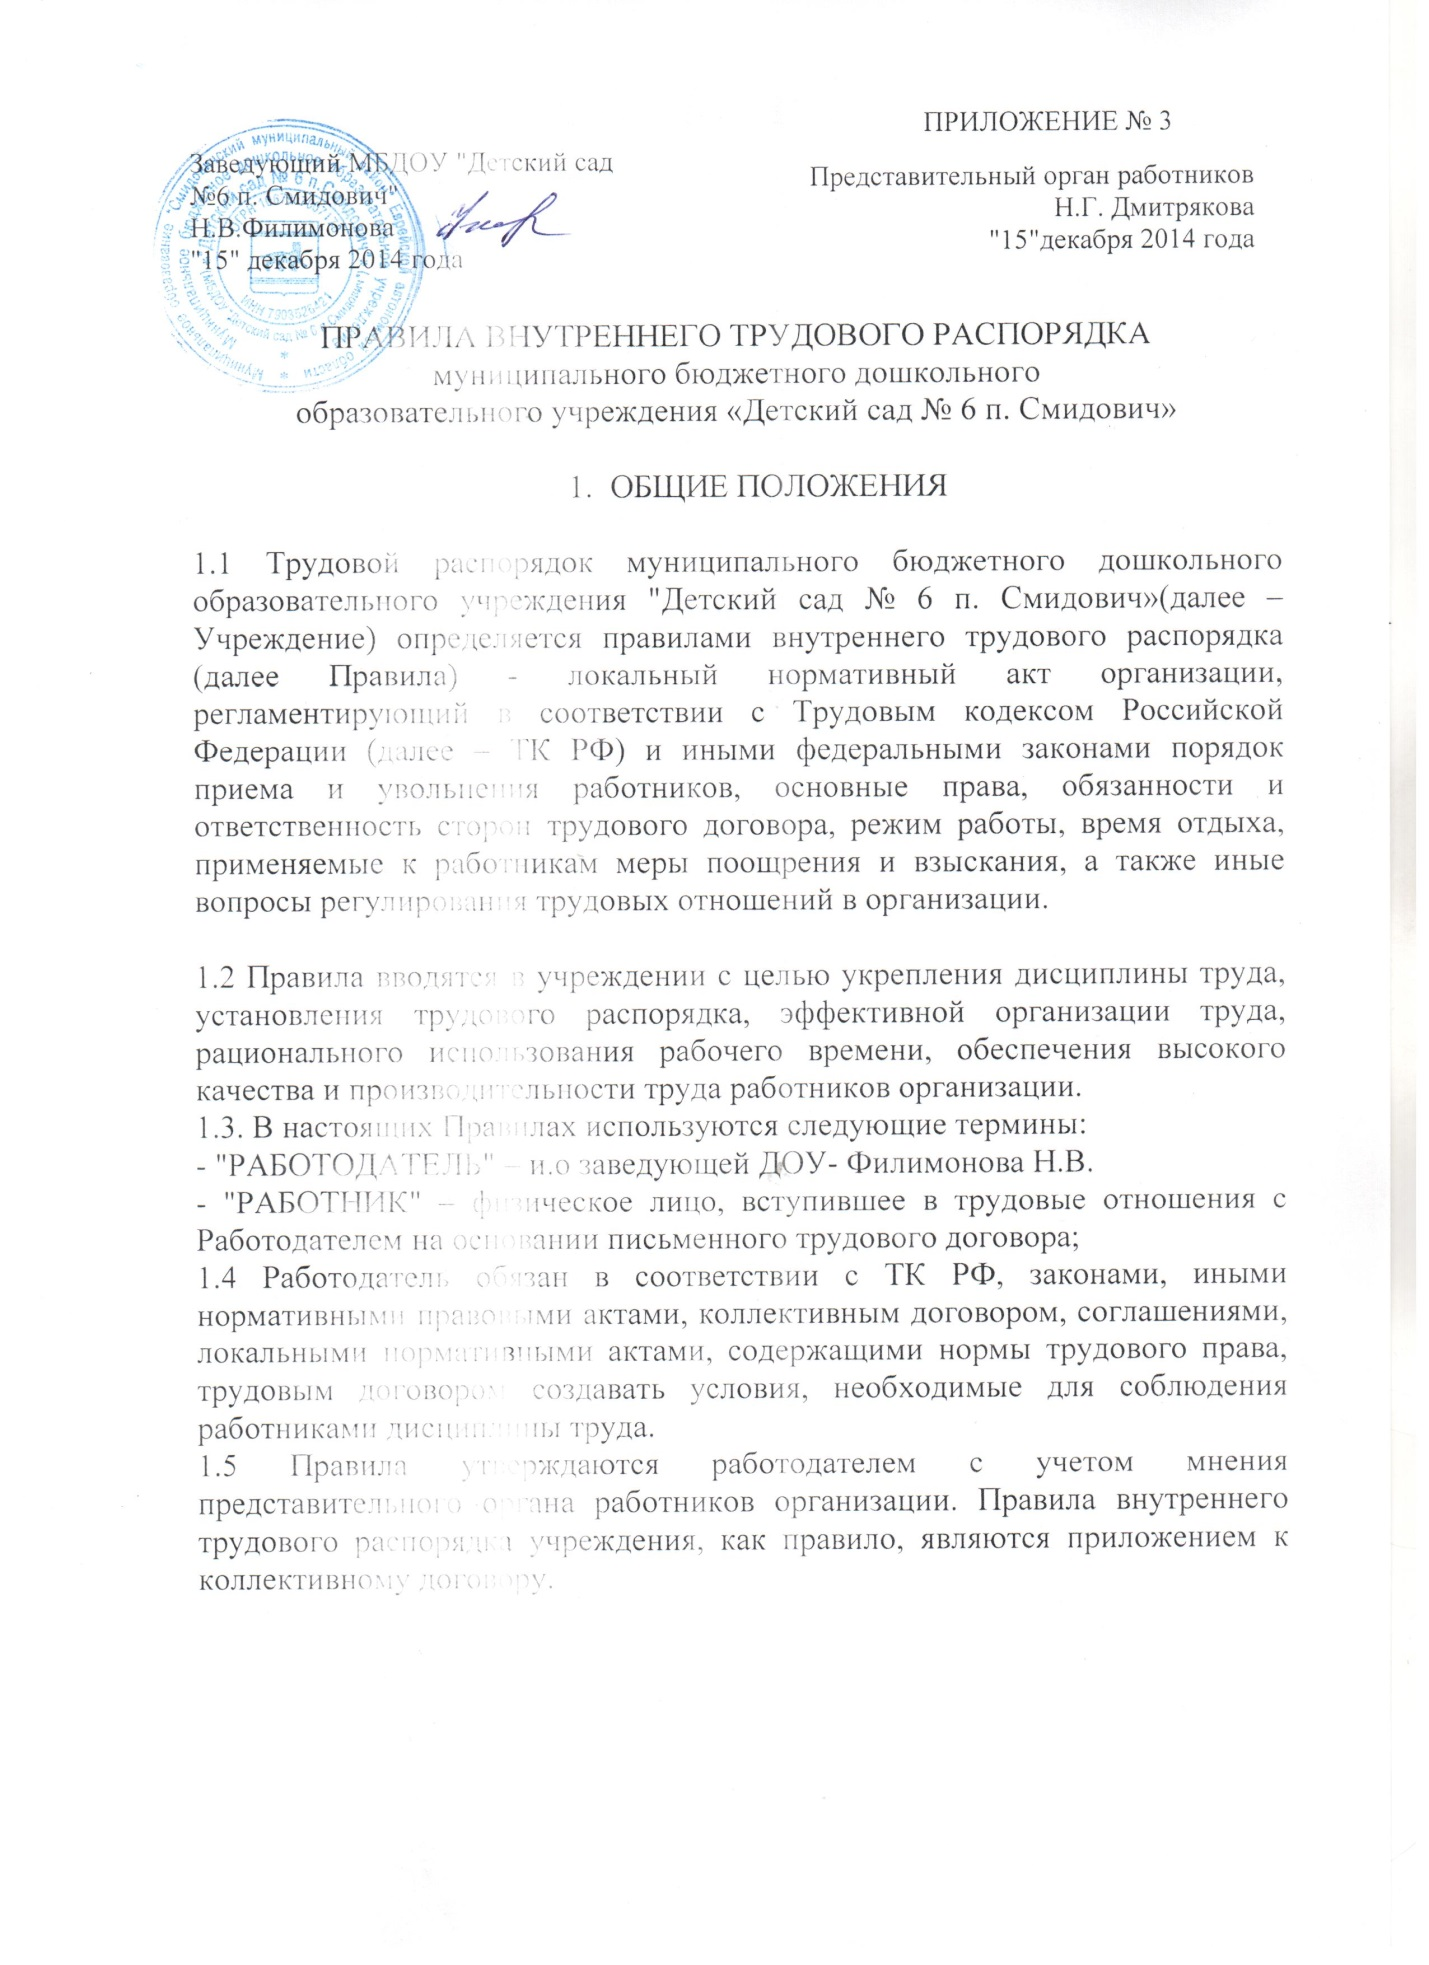 ПРИЛОЖЕНИЕ № 3
Заведующий МБДОУ "Детский сад
№6 п. Смидович"
Н.В.Филимонова
"15" декабря 2014 года
Представительный орган работников
Н.Г. Дмитрякова
"15"декабря 2014 года
ПРАВИЛА ВНУТРЕННЕГО ТРУДОВОГО РАСПОРЯДКА
муниципального бюджетного дошкольного
образовательного учреждения «Детский сад № 6 п. Смидович»
1. ОБЩИЕ ПОЛОЖЕНИЯ
1.1 Трудовой распорядок муниципального бюджетного дошкольного
образовательного учреждения "Детский сад № 6 п. Смидович»(далее –
Учреждение) определяется правилами внутреннего трудового распорядка
(далее Правила) - локальный нормативный акт организации,
регламентирующий в соответствии с Трудовым кодексом Российской
Федерации (далее – ТК РФ) и иными федеральными законами порядок
приема и увольнения работников, основные права, обязанности и
ответственность сторон трудового договора, режим работы, время отдыха,
применяемые к работникам меры поощрения и взыскания, а также иные
вопросы регулирования трудовых отношений в организации.
1.2 Правила вводятся в учреждении с целью укрепления дисциплины труда,
установления трудового распорядка, эффективной организации труда,
рационального использования рабочего времени, обеспечения высокого
качества и производительности труда работников организации.
1.3. В настоящих Правилах используются следующие термины:
- "РАБОТОДАТЕЛЬ" – и.о заведующей ДОУ- Филимонова Н.В.
- "РАБОТНИК" – физическое лицо, вступившее в трудовые отношения с
Работодателем на основании письменного трудового договора;
1.4 Работодатель обязан в соответствии с ТК РФ, законами, иными
нормативными правовыми актами, коллективным договором, соглашениями,
локальными нормативными актами, содержащими нормы трудового права,
трудовым договором создавать условия, необходимые для соблюдения
работниками дисциплины труда.
1.5 Правила утверждаются работодателем с учетом мнения
представительного органа работников организации. Правила внутреннего
трудового распорядка учреждения, как правило, являются приложением к
коллективному договору.